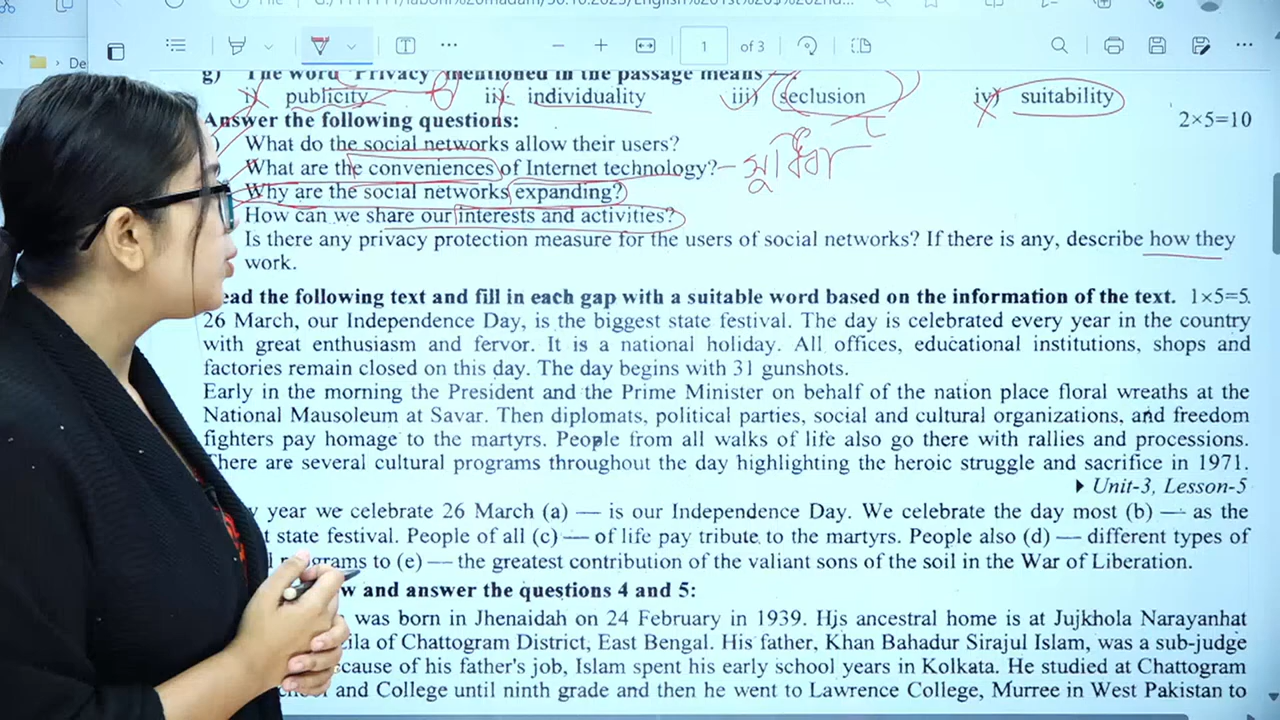 1 of 3
De
g) The word 'Privacy' mentioned in the passage means —
i) publicity ii) individuality iii) seclusion iv) suitability
Answer the following questions: 2×5=10
What do the social networks allow their users?
What are the conveniences of Internet technology? – সুবিধা
Why are the social networks expanding?
How can we share our interests and activities?
Is there any privacy protection measure for the users of social networks? If there is any, describe how they
work.
ead the following text and fill in each gap with a suitable word based on the information of the text. 1×5=5
26 March, our Independence Day, is the biggest state festival. The day is celebrated every year in the country
with great enthusiasm and fervor. It is a national holiday. All offices, educational institutions, shops and
factories remain closed on this day. The day begins with 31 gunshots.
Early in the morning the President and the Prime Minister on behalf of the nation place floral wreaths at the
National Mausoleum at Savar. Then diplomats, political parties, social and cultural organizations, and freedom
fighters pay homage to the martyrs. People from all walks of life also go there with rallies and processions.
There are several cultural programs throughout the day highlighting the heroic struggle and sacrifice in 1971.
▶ Unit-3, Lesson-5
y year we celebrate 26 March (a) — is our Independence Day. We celebrate the day most (b) — as the
t state festival. People of all (c) — of life pay tribute to the martyrs. People also (d) — different types of
programs to (e) — the greatest contribution of the valiant sons of the soil in the War of Liberation.
w and answer the questions 4 and 5:
was born in Jhenaidah on 24 February in 1939. His ancestral home is at Jujkhola Narayanhat
ila of Chattogram District, East Bengal. His father, Khan Bahadur Sirajul Islam, was a sub-judge
cause of his father's job, Islam spent his early school years in Kolkata. He studied at Chattogram
and College until ninth grade and then he went to Lawrence College, Murree in West Pakistan to